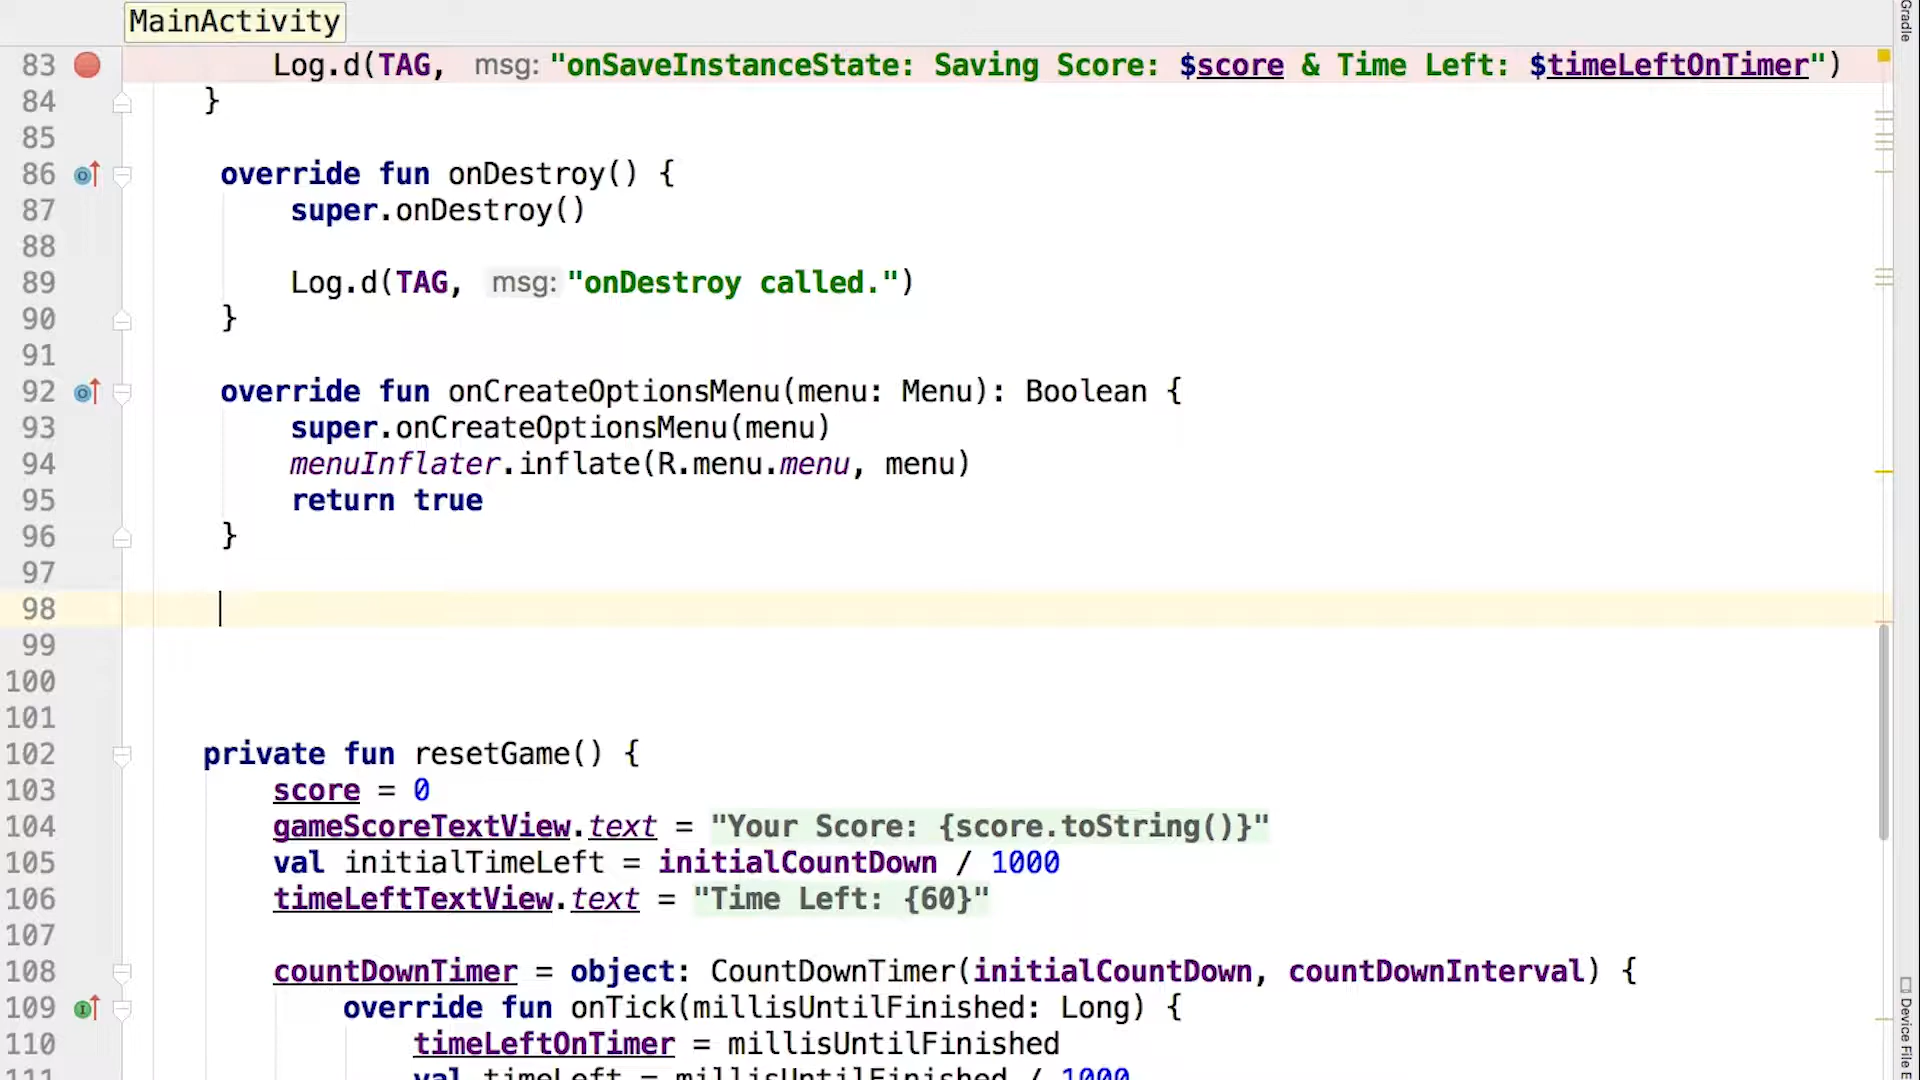 MainActivity
Gradle
83 Log.d(TAG, msg: "onSaveInstanceState: Saving Score: $score & Time Left: $timeLeftOnTimer")
84 }
85
86 override fun onDestroy() {
87 super.onDestroy()
88
89 Log.d(TAG, msg: "onDestroy called.")
90 }
91
92 override fun onCreateOptionsMenu(menu: Menu): Boolean {
93 super.onCreateOptionsMenu(menu)
94 menuInflater.inflate(R.menu.menu, menu)
95 return true
96 }
97
98
99
100
101
102 private fun resetGame() {
103 score = 0
104 gameScoreTextView.text = "Your Score: {score.toString()}"
105 val initialTimeLeft = initialCountDown / 1000
106 timeLeftTextView.text = "Time Left: {60}"
107
108 countDownTimer = object: CountDownTimer(initialCountDown, countDownInterval) {
109 override fun onTick(millisUntilFinished: Long) {
110 timeLeftOnTimer = millisUntilFinished
111 val timeLeft = millisUntilFinished / 1000
Device File E